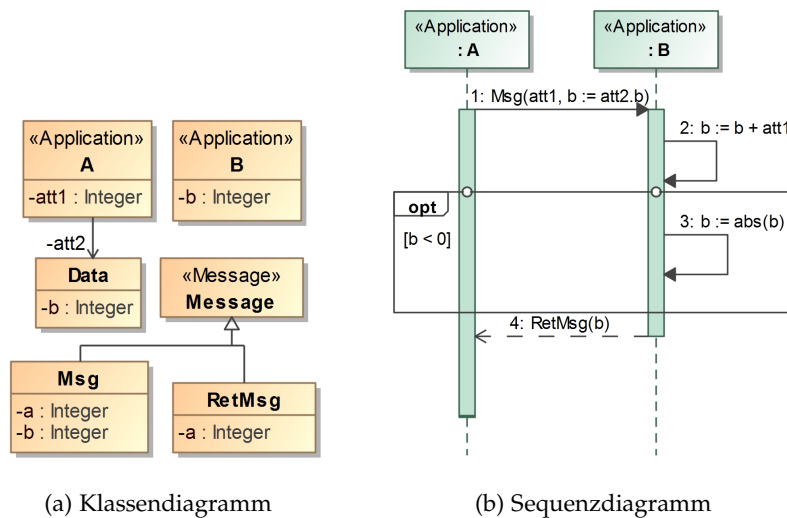 «Application»
A
-att1 : Integer
«Application»
B
-b : Integer
-att2
Data
-b : Integer
«Message»
Message
Msg
-a : Integer
-b : Integer
RetMsg
-a : Integer
(a) Klassendiagramm
«Application»
: A
«Application»
: B
1: Msg(att1, b := att2.b)
2: b := b + att1
opt
[b < 0]
3: b := abs(b)
4: RetMsg(b)
(b) Sequenzdiagramm